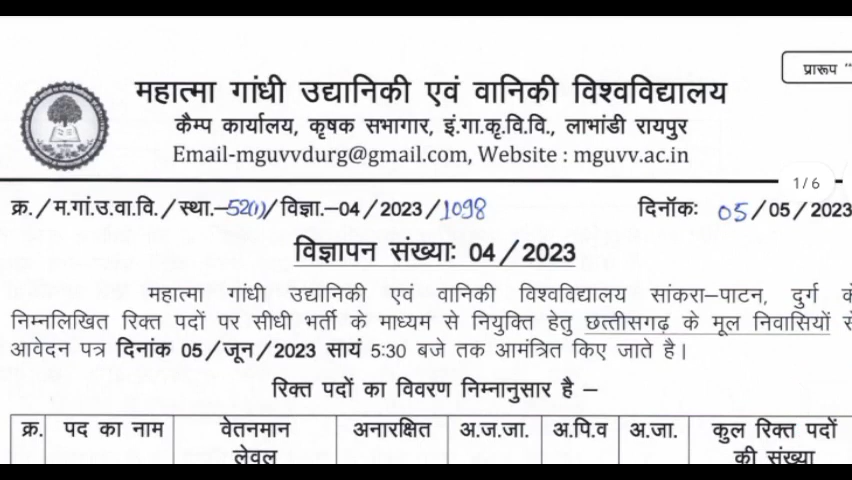 प्रारूप "
महात्मा गांधी उद्यानिकी एवं वानिकी विश्वविद्यालय
कैम्प कार्यालय, कृषक सभागार, इं.गा.कृ.वि.वि., लाभांडी रायपुर
Email-mguvvdurg@gmail.com, Website : mguvv.ac.in
1/6
क्र./म.गां.उ.वा.वि./स्था.–52(1)/विज्ञा.–04/2023/1098 दिनॉंकः 05/05/2023
विज्ञापन संख्याः 04/2023
महात्मा गांधी उद्यानिकी एवं वानिकी विश्वविद्यालय सांकरा–पाटन, दुर्ग
निम्नलिखित रिक्त पदों पर सीधी भर्ती के माध्यम से नियुक्ति हेतु छत्तीसगढ़ के मूल निवासियों
आवेदन पत्र दिनांक 05/जून/2023 सायं 5:30 बजे तक आमंत्रित किए जाते है।
रिक्त पदों का विवरण निम्नानुसार है –
क्र. पद का नाम वेतनमान अनारक्षित अ.ज.जा. अ.पि.व अ.जा. कुल रिक्त पदों
लेवल की संख्या